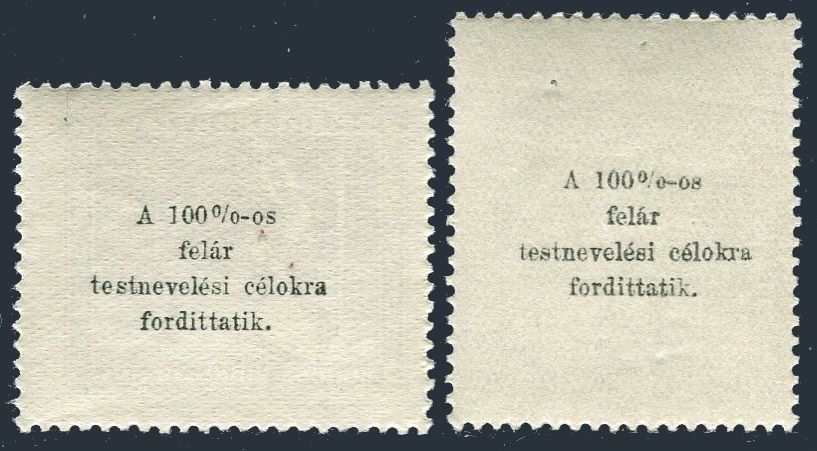 A 100%-os
felár
testnevelési célokra
fordittatik.
A 100%-os
felár
testnevelési célokra
fordittatik.